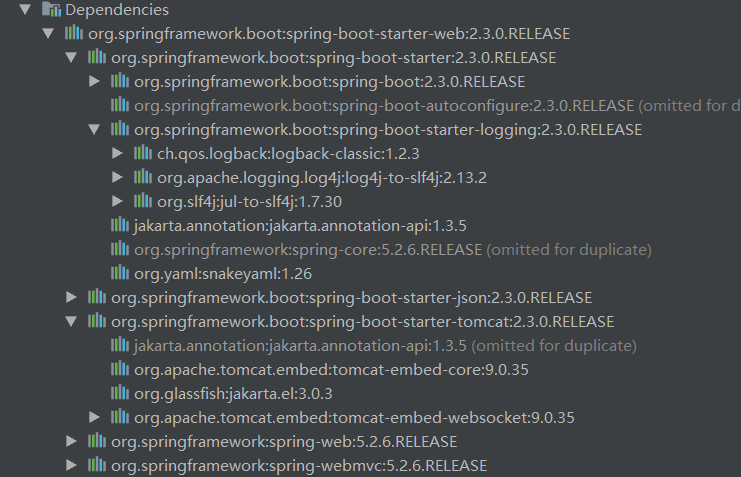 Dependencies
org.springframework.boot:spring-boot-starter-web:2.3.0.RELEASE
org.springframework.boot:spring-boot-starter:2.3.0.RELEASE
org.springframework.boot:spring-boot:2.3.0.RELEASE
org.springframework.boot:spring-boot-autoconfigure:2.3.0.RELEASE (omitted for d
org.springframework.boot:spring-boot-starter-logging:2.3.0.RELEASE
ch.qos.logback:logback-classic:1.2.3
org.apache.logging.log4j:log4j-to-slf4j:2.13.2
org.slf4j:jul-to-slf4j:1.7.30
jakarta.annotation:jakarta.annotation-api:1.3.5
org.springframework:spring-core:5.2.6.RELEASE (omitted for duplicate)
org.yaml:snakeyaml:1.26
org.springframework.boot:spring-boot-starter-json:2.3.0.RELEASE
org.springframework.boot:spring-boot-starter-tomcat:2.3.0.RELEASE
jakarta.annotation:jakarta.annotation-api:1.3.5 (omitted for duplicate)
org.apache.tomcat.embed:tomcat-embed-core:9.0.35
org.glassfish:jakarta.el:3.0.3
org.apache.tomcat.embed:tomcat-embed-websocket:9.0.35
org.springframework:spring-web:5.2.6.RELEASE
org.springframework:spring-webmvc:5.2.6.RELEASE